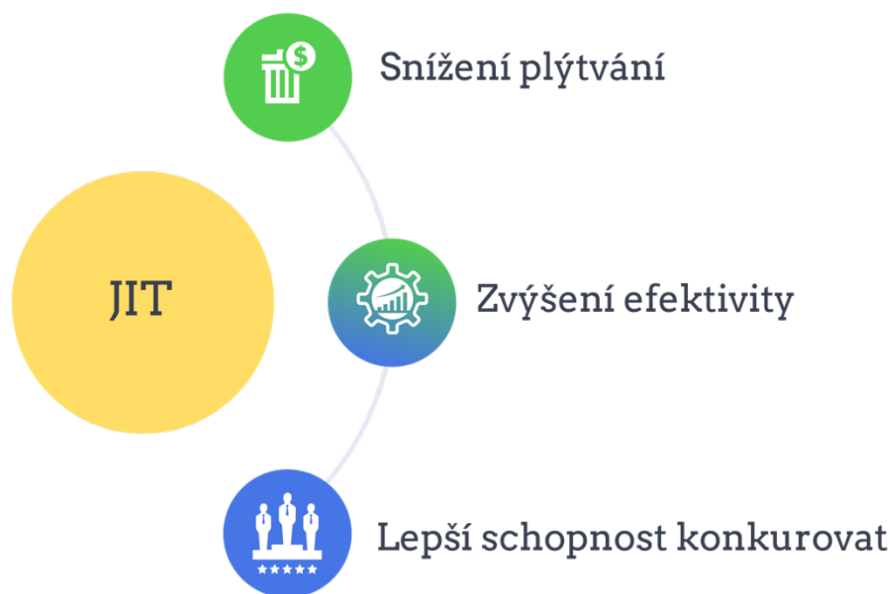 Snížení plýtvání
JIT
Zvýšení efektivity
Lepší schopnost konkurovat